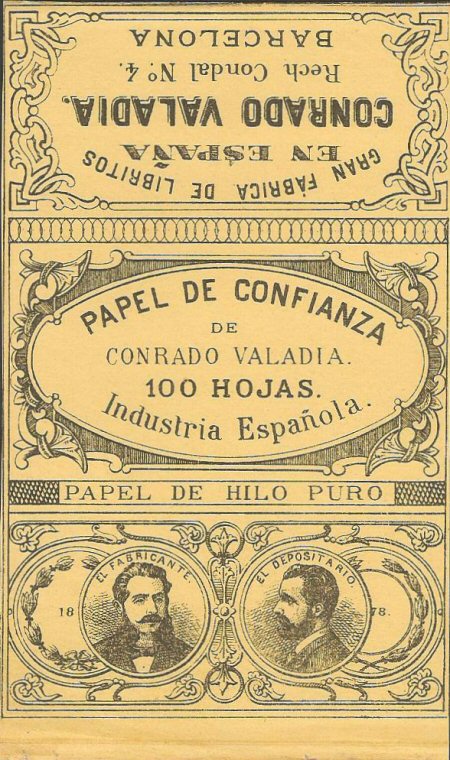 GRAN FÁBRICA DE LIBRITOS
EN ESPAÑA
CONRADO VALADIA.
Rech Condal Nº 4.
BARCELONA
PAPEL DE CONFIANZA
DE
CONRADO VALADIA.
100 HOJAS.
Industria Española.
PAPEL DE HILO PURO
EL FABRICANTE
EL DEPOSITARIO
18 78.